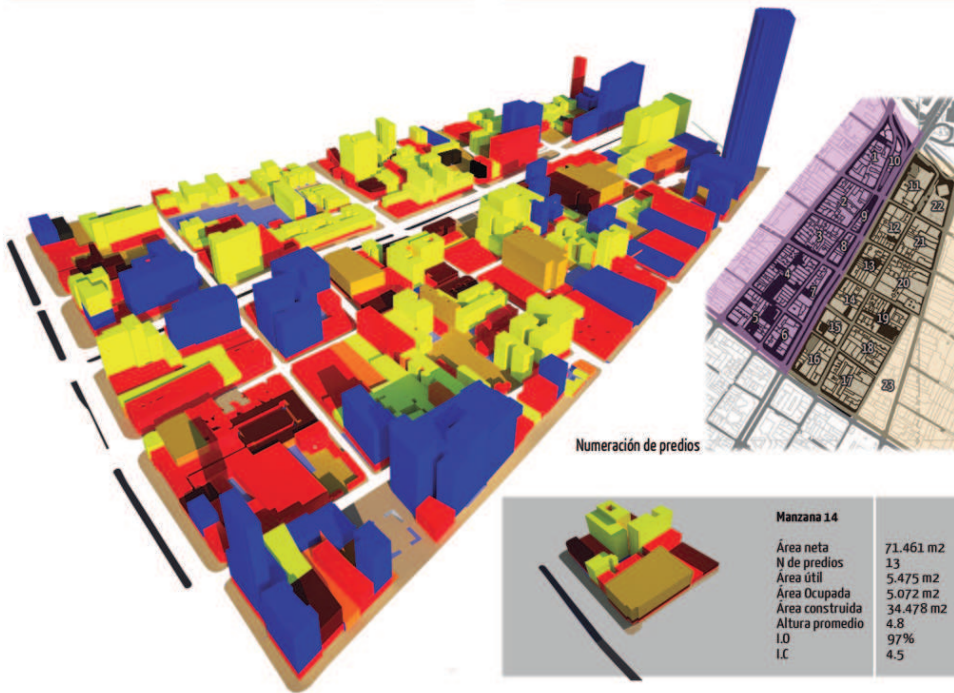 1
10
11
2
22
9
12
3
8
21
13
4
20
7
14
5
19
15
6
18
16
17
23
Numeración de predios
Manzana 14
Área neta 71.461 m2
N de predios 13
Área útil 5.475 m2
Área Ocupada 5.072 m2
Área construida 34.478 m2
Altura promedio 4.8
I.O 97%
I.C 4.5